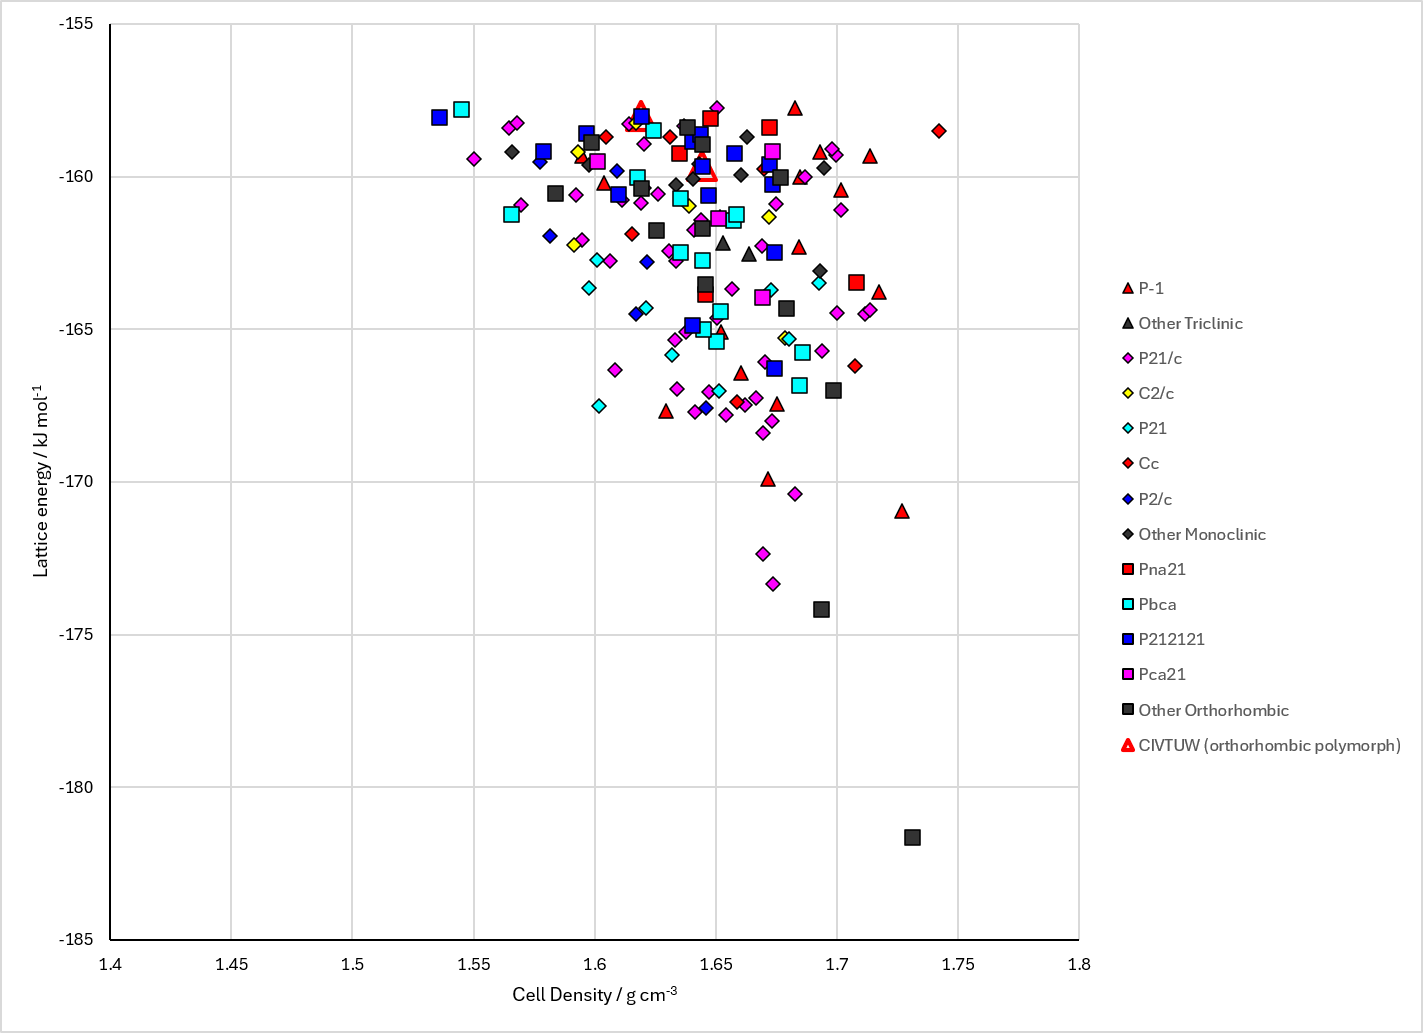 -155
-160
-165
-170
-175
-180
-185
1.4 1.45 1.5 1.55 1.6 1.65 1.7 1.75 1.8
Cell Density / g cm⁻³
Lattice energy / kJ mol⁻¹
P-1
Other Triclinic
P21/c
C2/c
P21
Cc
P2/c
Other Monoclinic
Pna21
Pbca
P212121
Pca21
Other Orthorhombic
CIVTUW (orthorhombic polymorph)